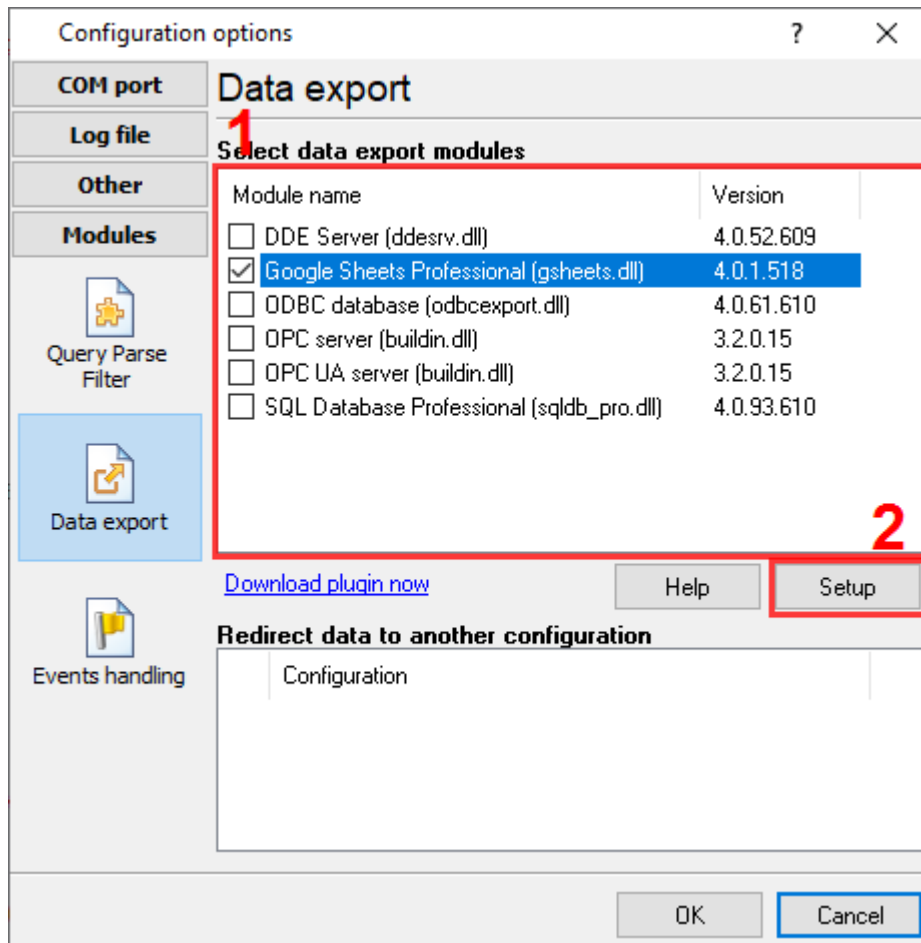 Configuration options ?
COM port
Log file
Other
Modules
Query Parse
Filter
Data export
Events handling
Data export
1
Select data export modules
Module name Version
DDE Server (ddesrv.dll) 4.0.52.609
Google Sheets Professional (gsheets.dll) 4.0.1.518
ODBC database (odbcexport.dll) 4.0.61.610
OPC server (buildin.dll) 3.2.0.15
OPC UA server (buildin.dll) 3.2.0.15
SQL Database Professional (sqldb_pro.dll) 4.0.93.610
2
Download plugin now Help Setup
Redirect data to another configuration
Configuration
OK Cancel